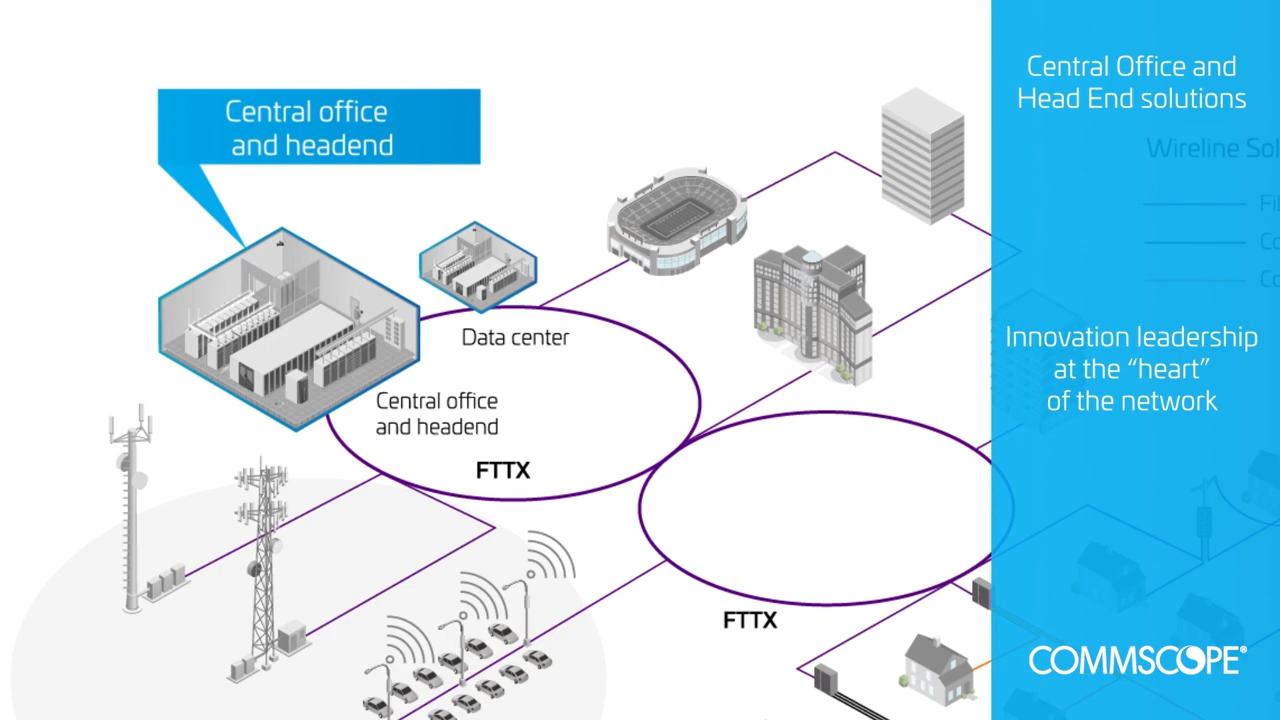 Central office
and headend
Data center
Central office
and headend
FTTX
FTTX
Central Office and
Head End solutions
Wireline
Innovation leadership
at the “heart”
of the network
COMMSCOPE®